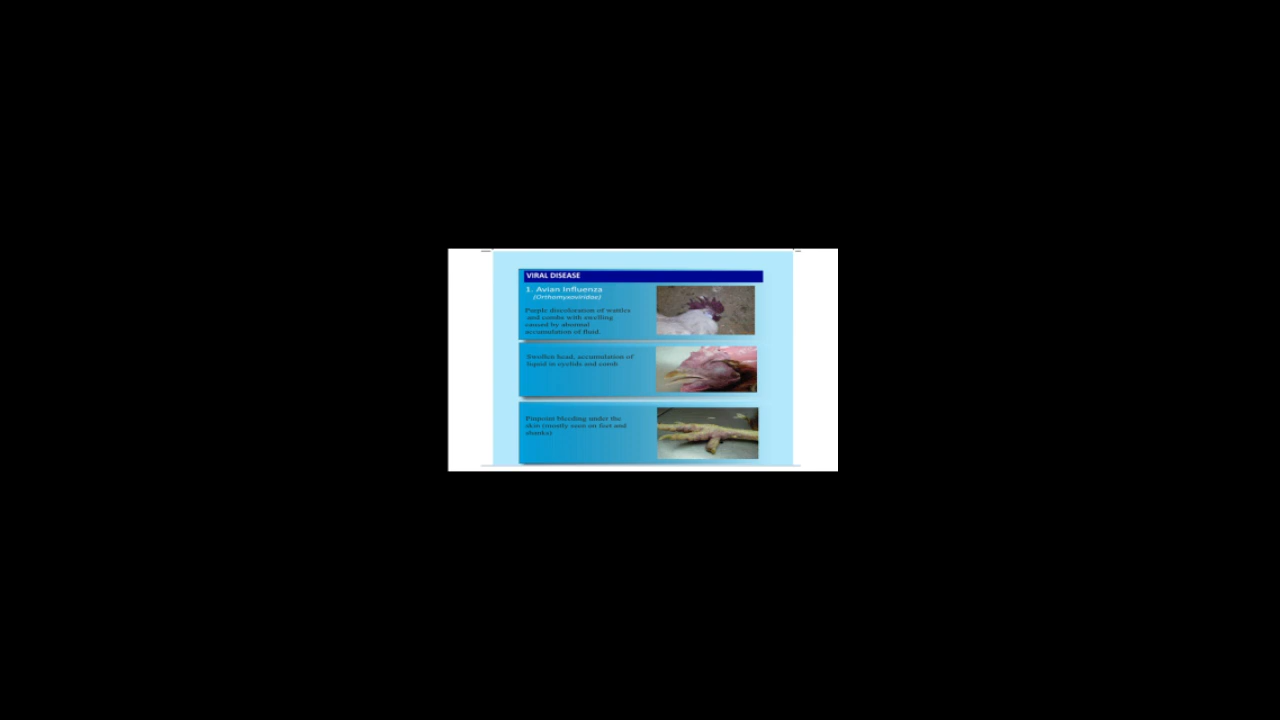 VIRAL DISEASE
1. Avian Influenza
(Orthomyxoviridae)
Purple discoloration of wattles
and combs with swelling
caused by abnormal
accumulation of fluid.
Swollen head, accumulation of
liquid in eyelids and comb
Pinpoint bleeding under the
skin (mostly seen on feet and
shanks)